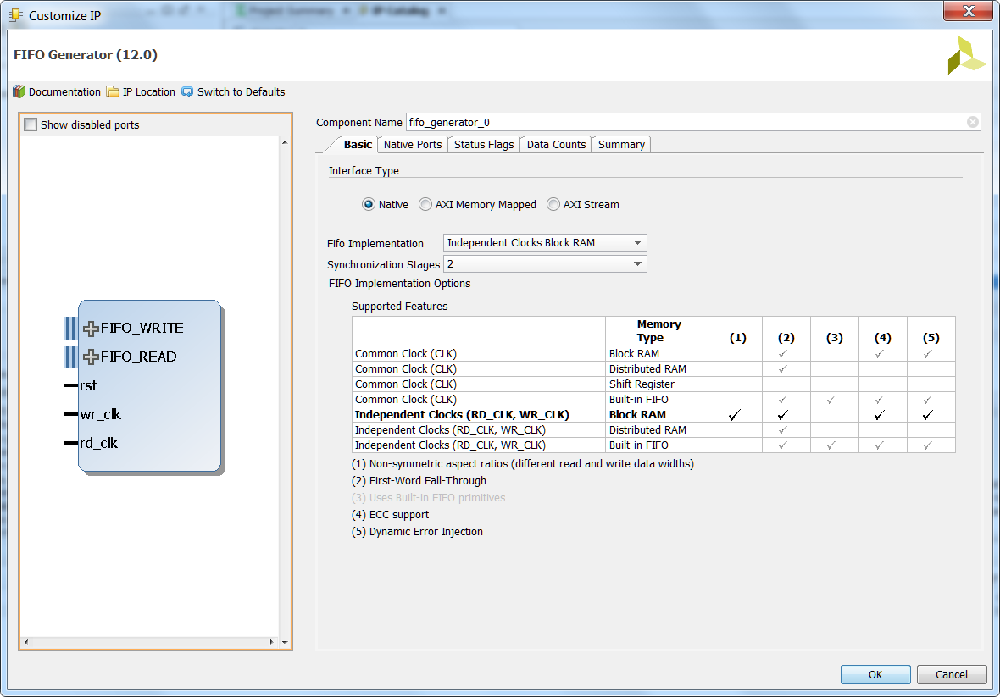 Project Summary
IP Catalog
Customize IP
FIFO Generator (12.0)
Documentation IP Location Switch to Defaults
Show disabled ports
FIFO_WRITE
FIFO_READ
rst
wr_clk
rd_clk
Component Name fifo_generator_0
Basic Native Ports Status Flags Data Counts Summary
Interface Type
Native AXI Memory Mapped AXI Stream
Fifo Implementation Independent Clocks Block RAM
Synchronization Stages 2
FIFO Implementation Options
Supported Features
Memory
Type (1) (2) (3) (4) (5)
Common Clock (CLK) Block RAM ✓ ✓ ✓
Common Clock (CLK) Distributed RAM ✓
Common Clock (CLK) Shift Register
Common Clock (CLK) Built-in FIFO ✓ ✓ ✓ ✓
Independent Clocks (RD_CLK, WR_CLK) Block RAM ✓ ✓ ✓ ✓
Independent Clocks (RD_CLK, WR_CLK) Distributed RAM ✓
Independent Clocks (RD_CLK, WR_CLK) Built-in FIFO ✓ ✓ ✓ ✓
(1) Non-symmetric aspect ratios (different read and write data widths)
(2) First-Word Fall-Through
(3) Uses Built-in FIFO primitives
(4) ECC support
(5) Dynamic Error Injection
OK Cancel